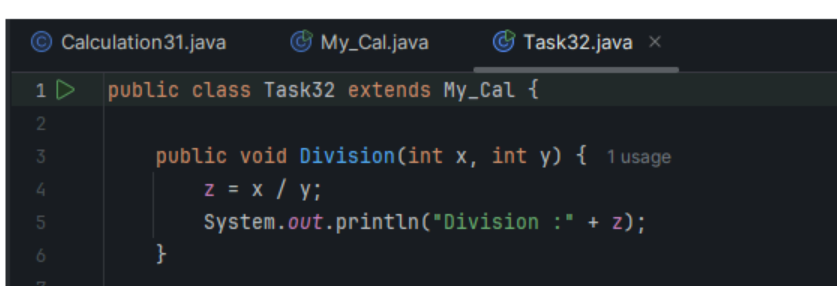 Calculation31.java My_Cal.java Task32.java
1 public class Task32 extends My_Cal {
2
3 public void Division(int x, int y) { 1 usage
4 z = x / y;
5 System.out.println("Division :" + z);
6 }